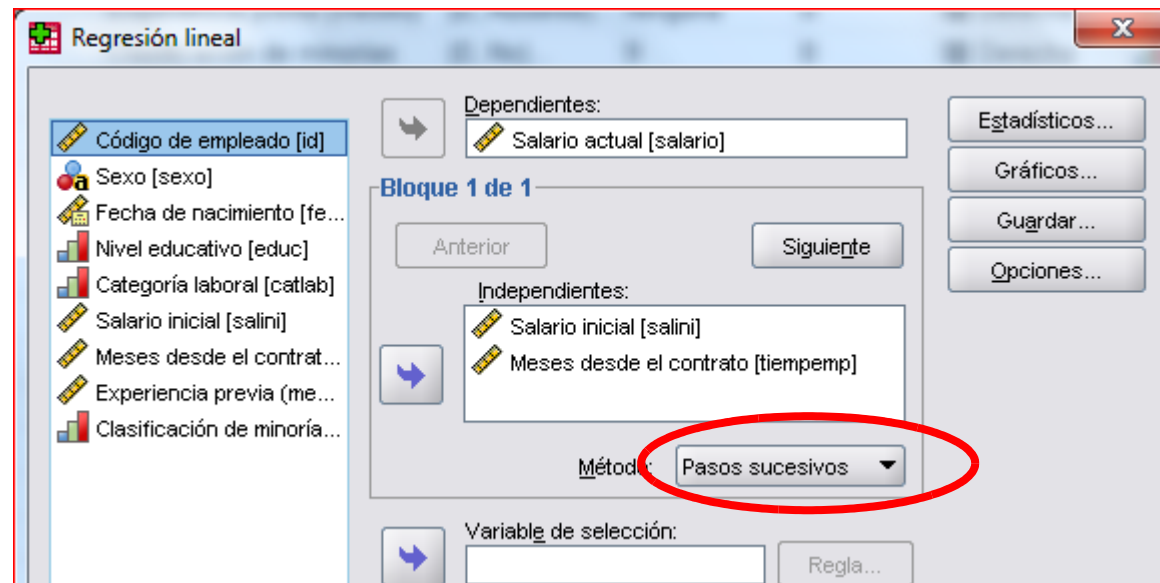 Regresión lineal
Código de empleado [id]
Sexo [sexo]
Fecha de nacimiento [fe...
Nivel educativo [educ]
Categoría laboral [catlab]
Salario inicial [salini]
Meses desde el contrat...
Experiencia previa (me...
Clasificación de minoría...
Dependientes:
Salario actual [salario]
Bloque 1 de 1
Anterior
Siguiente
Independientes:
Salario inicial [salini]
Meses desde el contrato [tiempemp]
Método: Pasos sucesivos
Variable de selección:
Regla...
Estadísticos...
Gráficos...
Guardar...
Opciones...